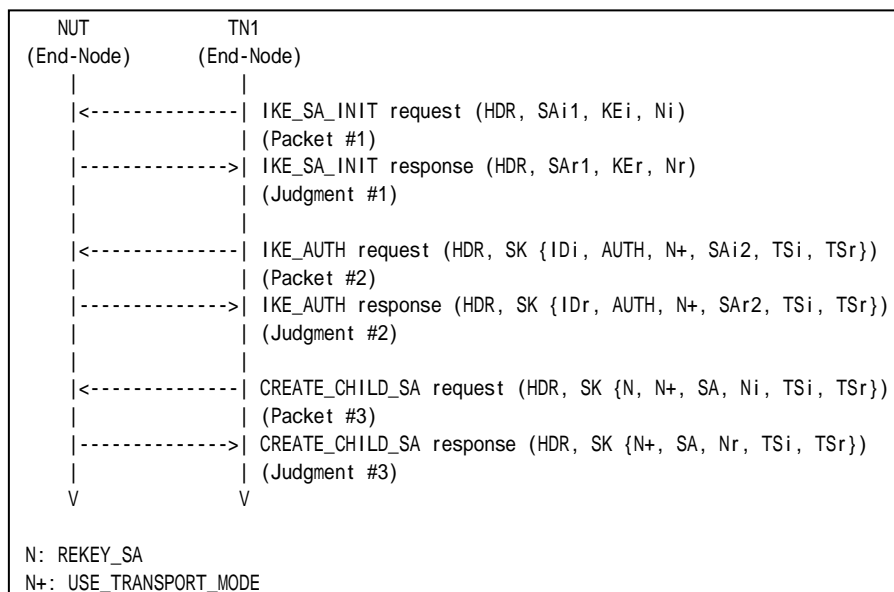 NUT TN1
(End-Node) (End-Node)
| |
|<--------------| IKE_SA_INIT request (HDR, SAi1, KEi, Ni)
| | (Packet #1)
|-------------->| IKE_SA_INIT response (HDR, SAr1, KEr, Nr)
| | (Judgment #1)
| |
|<--------------| IKE_AUTH request (HDR, SK {IDi, AUTH, N+, SAi2, TSi, TSr})
| | (Packet #2)
|-------------->| IKE_AUTH response (HDR, SK {IDr, AUTH, N+, SAr2, TSi, TSr})
| | (Judgment #2)
| |
|<--------------| CREATE_CHILD_SA request (HDR, SK {N, N+, SA, Ni, TSi, TSr})
| | (Packet #3)
|-------------->| CREATE_CHILD_SA response (HDR, SK {N+, SA, Nr, TSi, TSr})
| | (Judgment #3)
V V
N: REKEY_SA
N+: USE_TRANSPORT_MODE